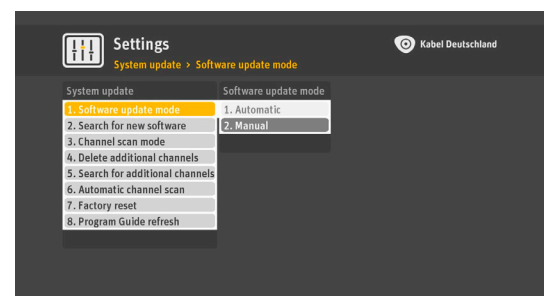 Settings
System update > Software update mode
Kabel Deutschland
System update
1. Software update mode
2. Search for new software
3. Channel scan mode
4. Delete additional channels
5. Search for additional channels
6. Automatic channel scan
7. Factory reset
8. Program Guide refresh
Software update mode
1. Automatic
2. Manual